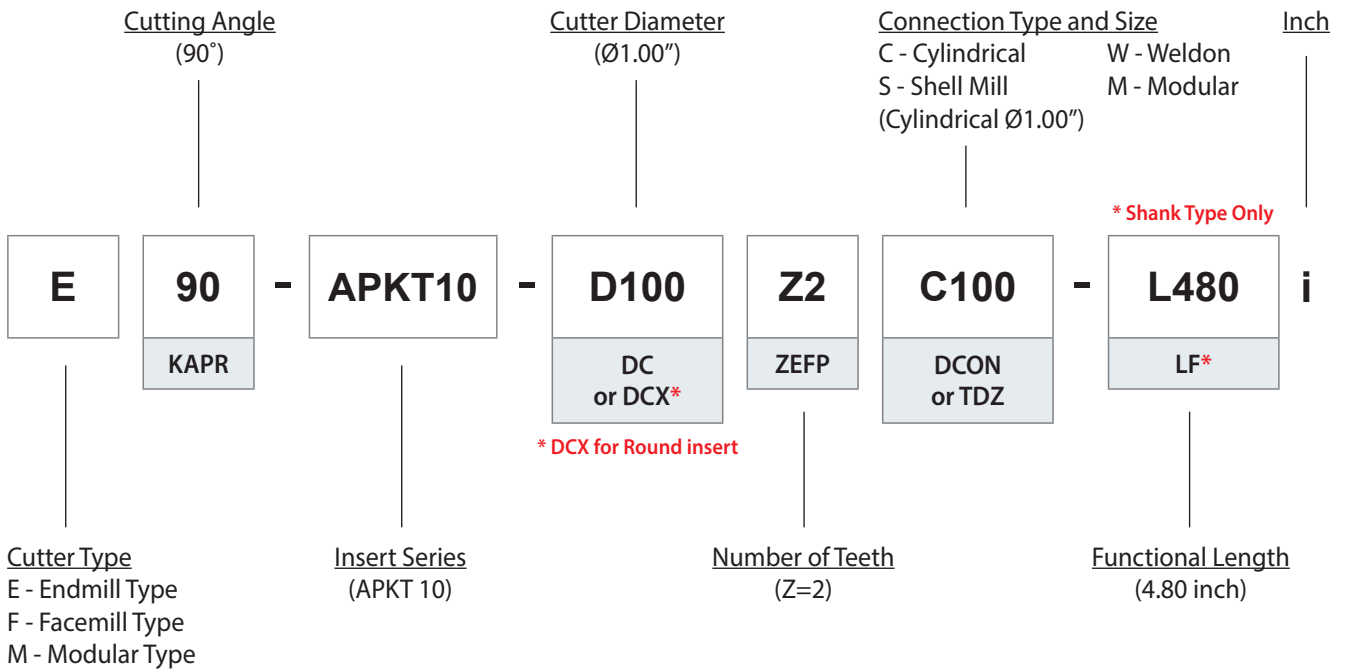 Cutting Angle
(90˚)
Cutter Diameter
(Ø1.00”)
Connection Type and Size
C - Cylindrical W - Weldon
S - Shell Mill M - Modular
(Cylindrical Ø1.00”)
Inch
* Shank Type Only
E 90 - APKT10 - D100 Z2 C100 - L480 i
KAPR
DC
or DCX*
ZEFP
DCON
or TDZ
LF*
* DCX for Round insert
Cutter Type
E - Endmill Type
F - Facemill Type
M - Modular Type
Insert Series
(APKT 10)
Number of Teeth
(Z=2)
Functional Length
(4.80 inch)